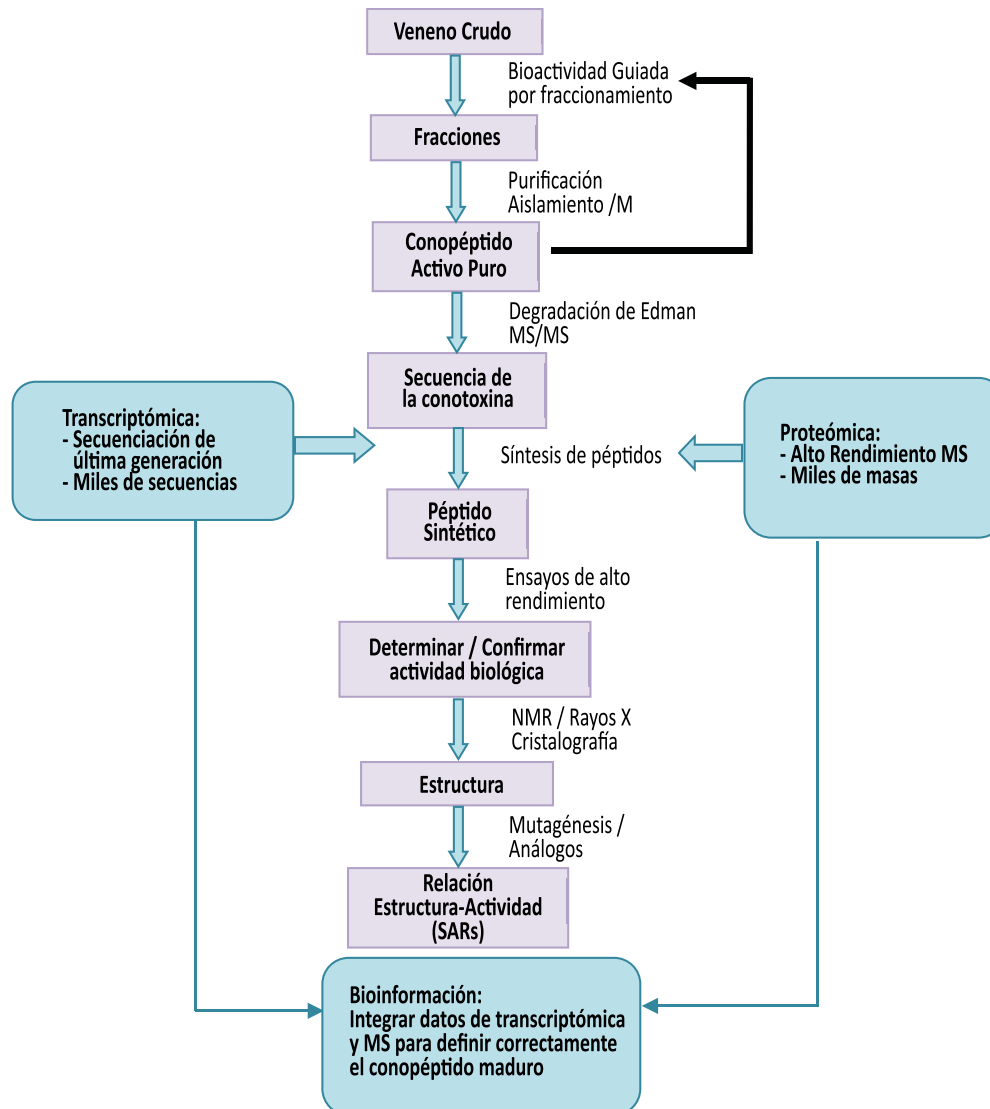 Veneno Crudo
Bioactividad Guiada
por fraccionamiento
Fracciones
Purificación
Aislamiento /M
Conopéptido
Activo Puro
Degradación de Edman
MS/MS
Secuencia de
la conotoxina
Transcriptómica:
- Secuenciación de
última generación
- Miles de secuencias
Síntesis de péptidos
Proteómica:
- Alto Rendimiento MS
- Miles de masas
Péptido
Sintético
Ensayos de alto
rendimiento
Determinar / Confirmar
actividad biológica
NMR / Rayos X
Cristalografía
Estructura
Mutagénesis /
Análogos
Relación
Estructura-Actividad
(SARs)
Bioinformación:
Integrar datos de transcriptómica
y MS para definir correctamente
el conopéptido maduro